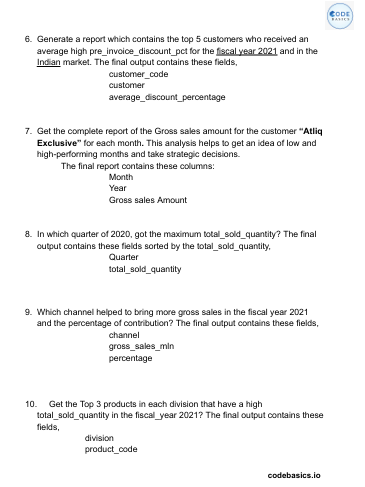 CODE
BASICS
6. Generate a report which contains the top 5 customers who received an
average high pre_invoice_discount_pct for the fiscal year 2021 and in the
Indian market. The final output contains these fields,
customer_code
customer
average_discount_percentage
7. Get the complete report of the Gross sales amount for the customer “Atliq
Exclusive” for each month. This analysis helps to get an idea of low and
high-performing months and take strategic decisions.
The final report contains these columns:
Month
Year
Gross sales Amount
8. In which quarter of 2020, got the maximum total_sold_quantity? The final
output contains these fields sorted by the total_sold_quantity,
Quarter
total_sold_quantity
9. Which channel helped to bring more gross sales in the fiscal year 2021
and the percentage of contribution? The final output contains these fields,
channel
gross_sales_mln
percentage
10. Get the Top 3 products in each division that have a high
total_sold_quantity in the fiscal_year 2021? The final output contains these
fields,
division
product_code
codebasics.io